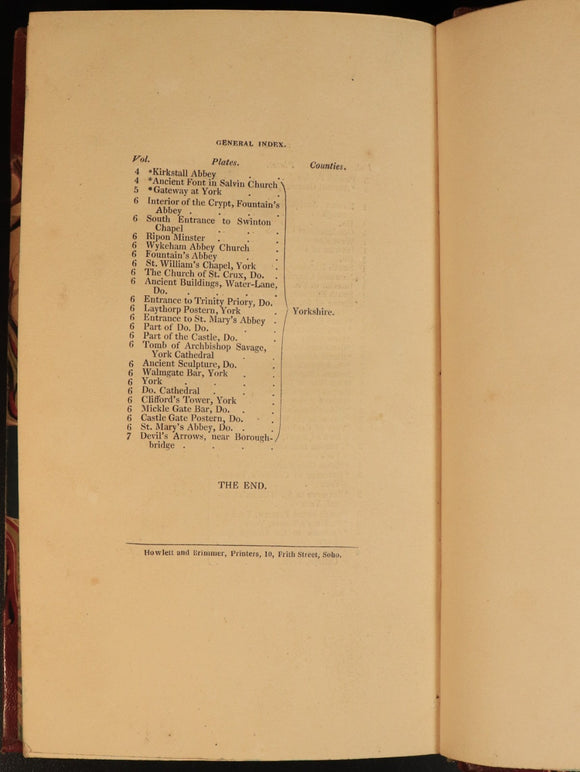 GENERAL INDEX.
Vol. Plates. Counties.
4 *Kirkstall Abbey . .
4 *Ancient Font in Salvin Church
5 *Gateway at York . .
6 Interior of the Crypt, Fountain's
Abbey . . . .
6 South Entrance to Swinton
Chapel . . . .
6 Ripon Minster . . .
6 Wykeham Abbey Church .
6 Fountain's Abbey . . .
6 St. William's Chapel, York .
6 The Church of St. Crux, Do. .
6 Ancient Buildings, Water-Lane,
Do. . . . .
6 Entrance to Trinity Priory, Do.
6 Laythorp Postern, York .
Yorkshire.
6 Entrance to St. Mary's Abbey .
6 Part of Do. Do. . . .
6 Part of the Castle, Do. .
6 Tomb of Archbishop Savage,
York Cathedral
6 Ancient Sculpture, Do. .
6 Walmgate Bar, York . .
6 York . . . .
6 Do. Cathedral . . .
6 Clifford's Tower, York .
6 Mickle Gate Bar, Do. . .
6 Castle Gate Postern, Do. .
6 St. Mary's Abbey, Do. . .
7 Devil's Arrows, near Borough-
bridge . . . .
THE END.
Howlett and Brimmer, Printers, 10, Frith Street, Soho.